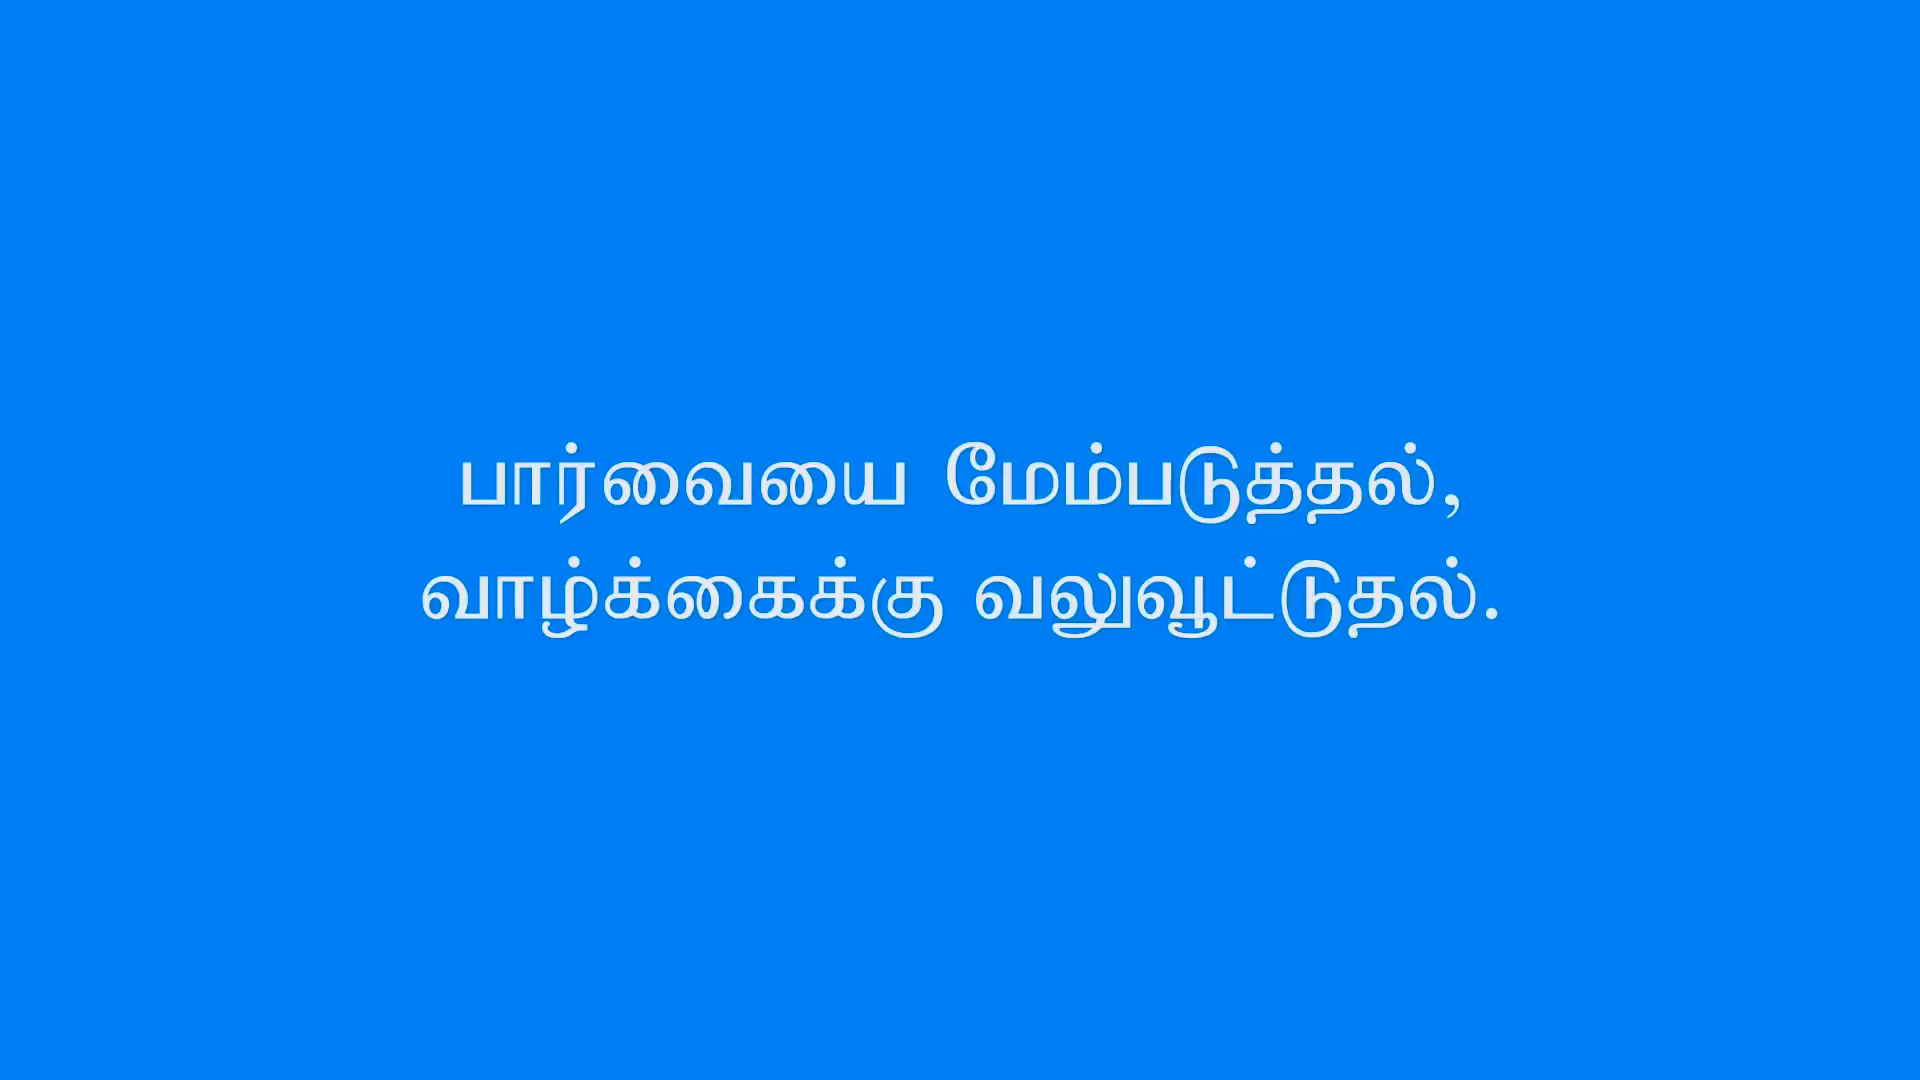 பார்வையை மேம்படுத்தல்,
வாழ்க்கைக்கு வலுவூட்டுதல்.